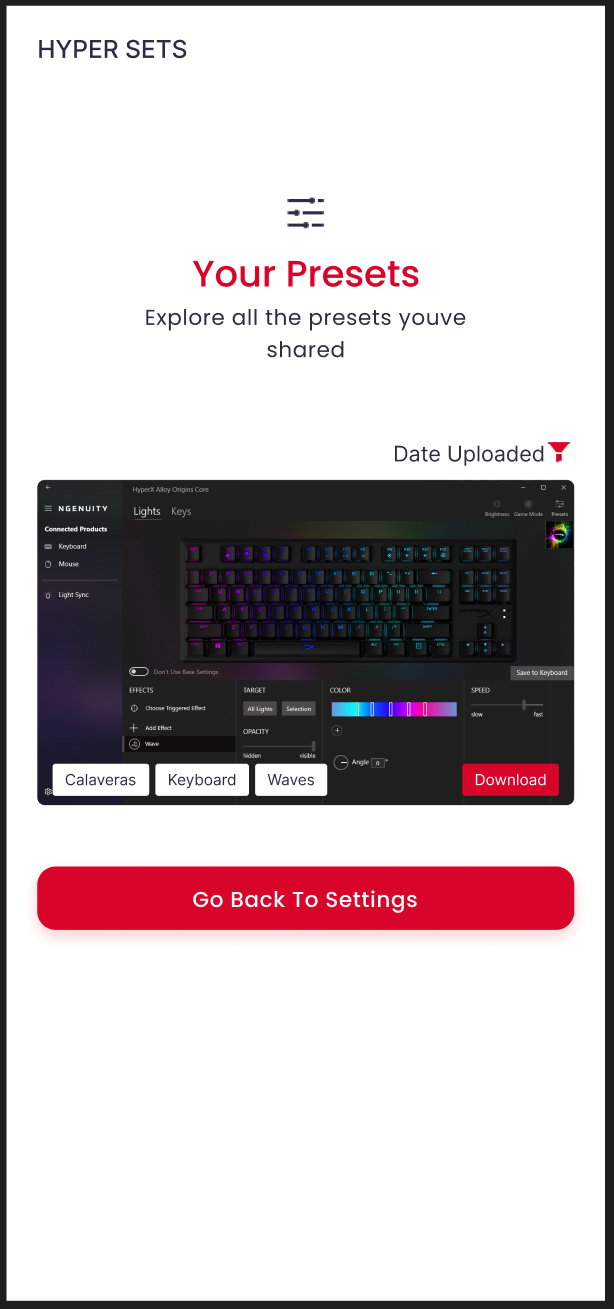 HYPER SETS
Your Presets
Explore all the presets youve
shared
Date Uploaded
HyperX Alloy Origins Core
NGENUITY
Lights Keys
Brightness Game Mode Presets
Connected Products
Keyboard
Mouse
Light Sync
Don't Use Base Settings
Save to Keyboard
EFFECTS TARGET COLOR SPEED
Choose Triggered Effect All Lights Selection
slow fast
Add Effect OPACITY
Wave
hidden visible
Angle 0°
Calaveras Keyboard Waves Download
Go Back To Settings